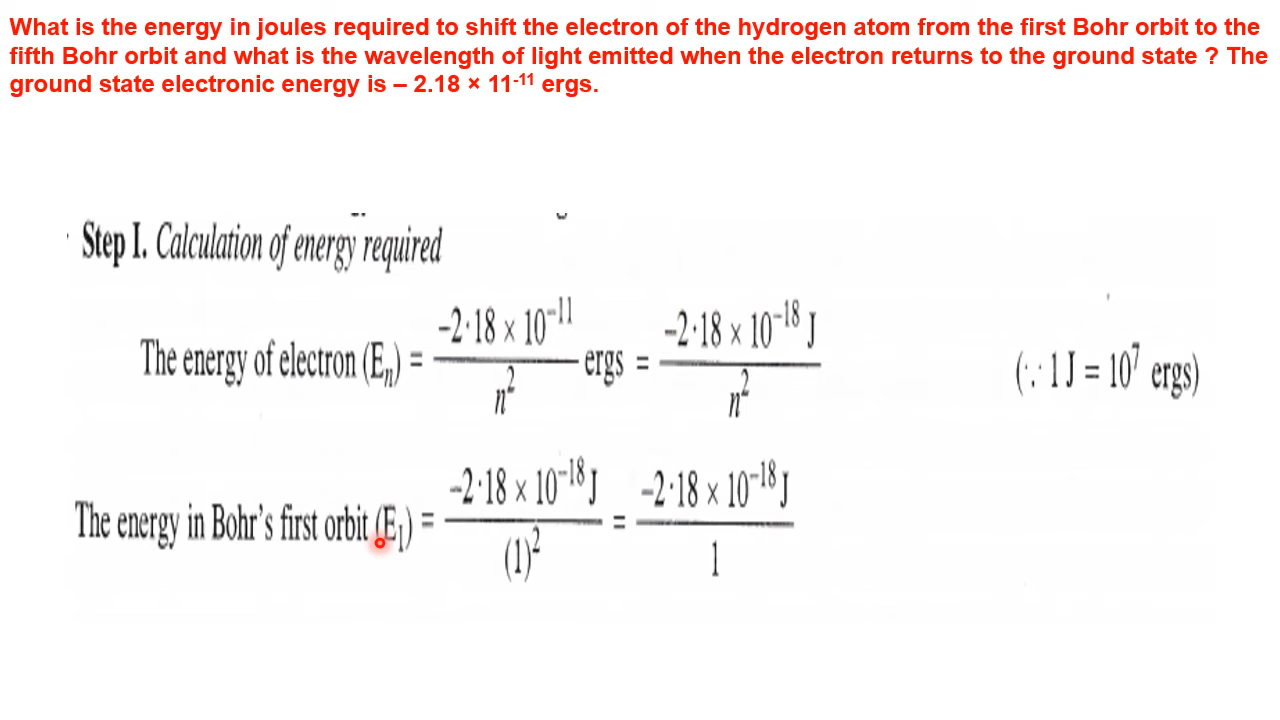 What is the energy in joules required to shift the electron of the hydrogen atom from the first Bohr orbit to the
fifth Bohr orbit and what is the wavelength of light emitted when the electron returns to the ground state ? The
ground state electronic energy is – 2.18 × 11⁻¹¹ ergs.
Step I. Calculation of energy required
The energy of electron (Eₙ) = −2·18 × 10⁻¹¹ / n² ergs = −2·18 × 10⁻¹⁸ J / n² (∵ 1 J = 10⁷ ergs)
The energy in Bohr's first orbit (E₁) = −2·18 × 10⁻¹⁸ J / (1)² = −2·18 × 10⁻¹⁸ J / 1